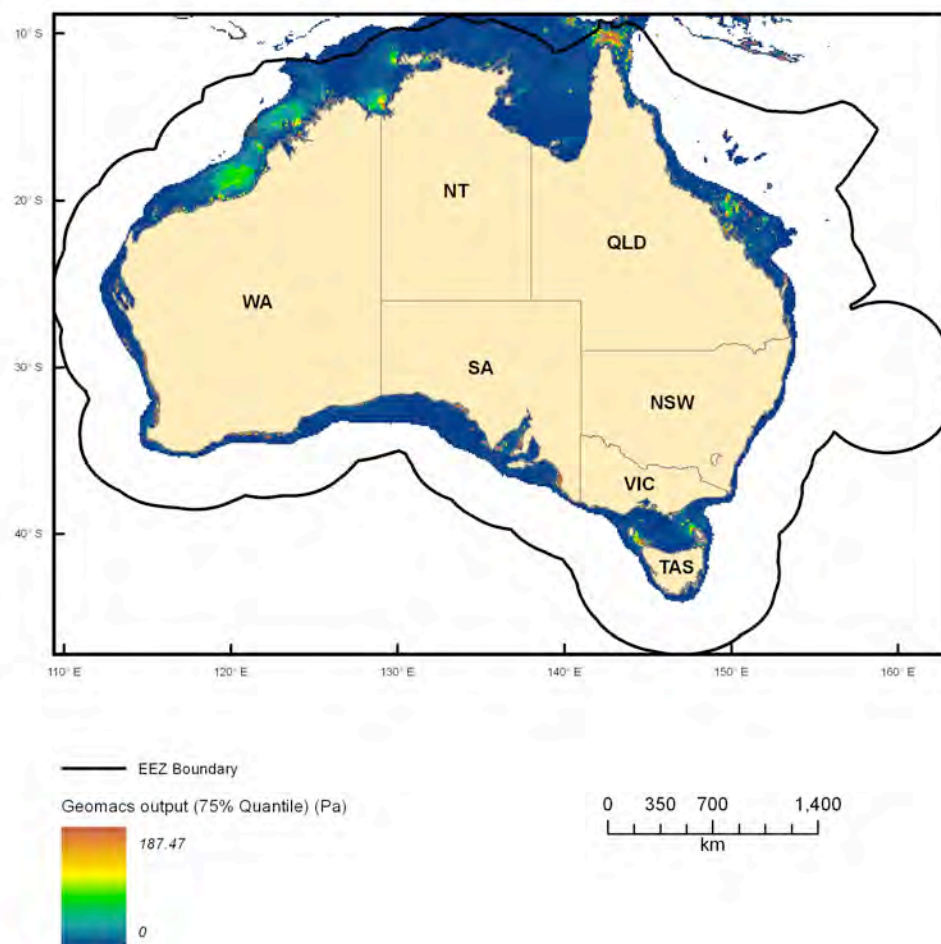 10° S
20° S
30° S
40° S
NT
QLD
WA
SA
NSW
VIC
TAS
110° E 120° E 130° E 140° E 150° E 160° E
EEZ Boundary
Geomacs output (75% Quantile) (Pa)
187.47
0
0 350 700 1,400
km